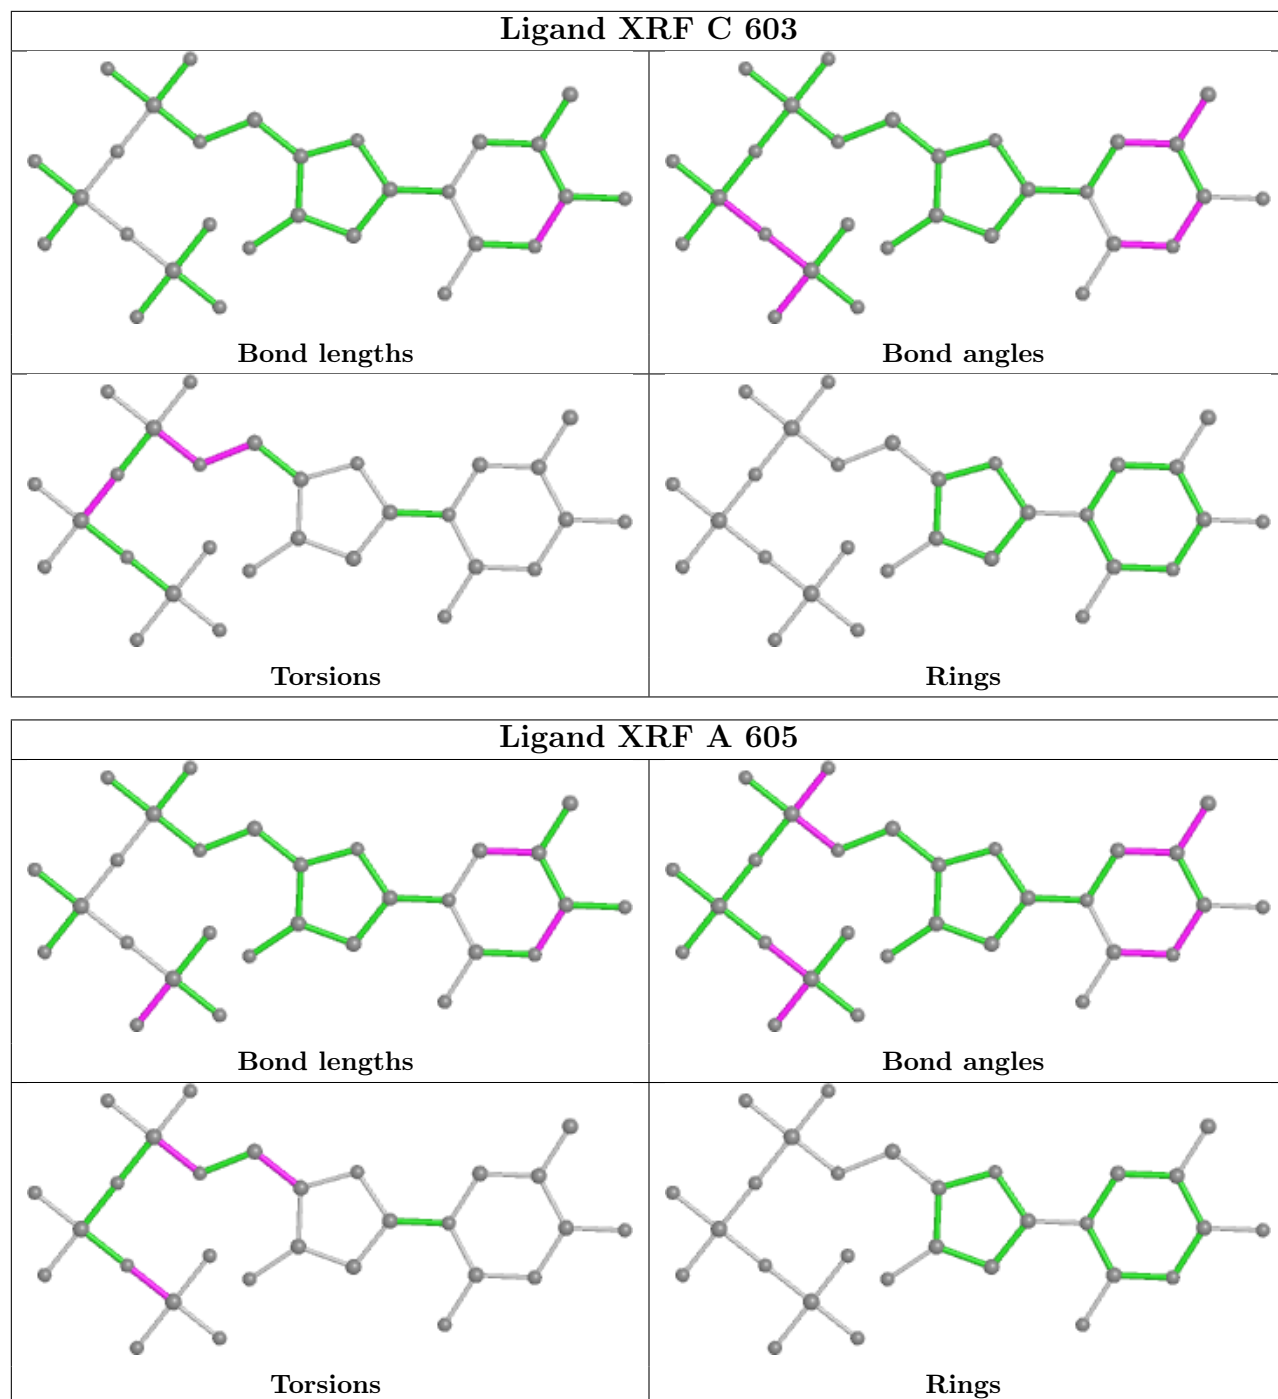 Ligand XRF C 603
Bond lengths
Bond angles
Torsions
Rings
Ligand XRF A 605
Bond lengths
Bond angles
Torsions
Rings